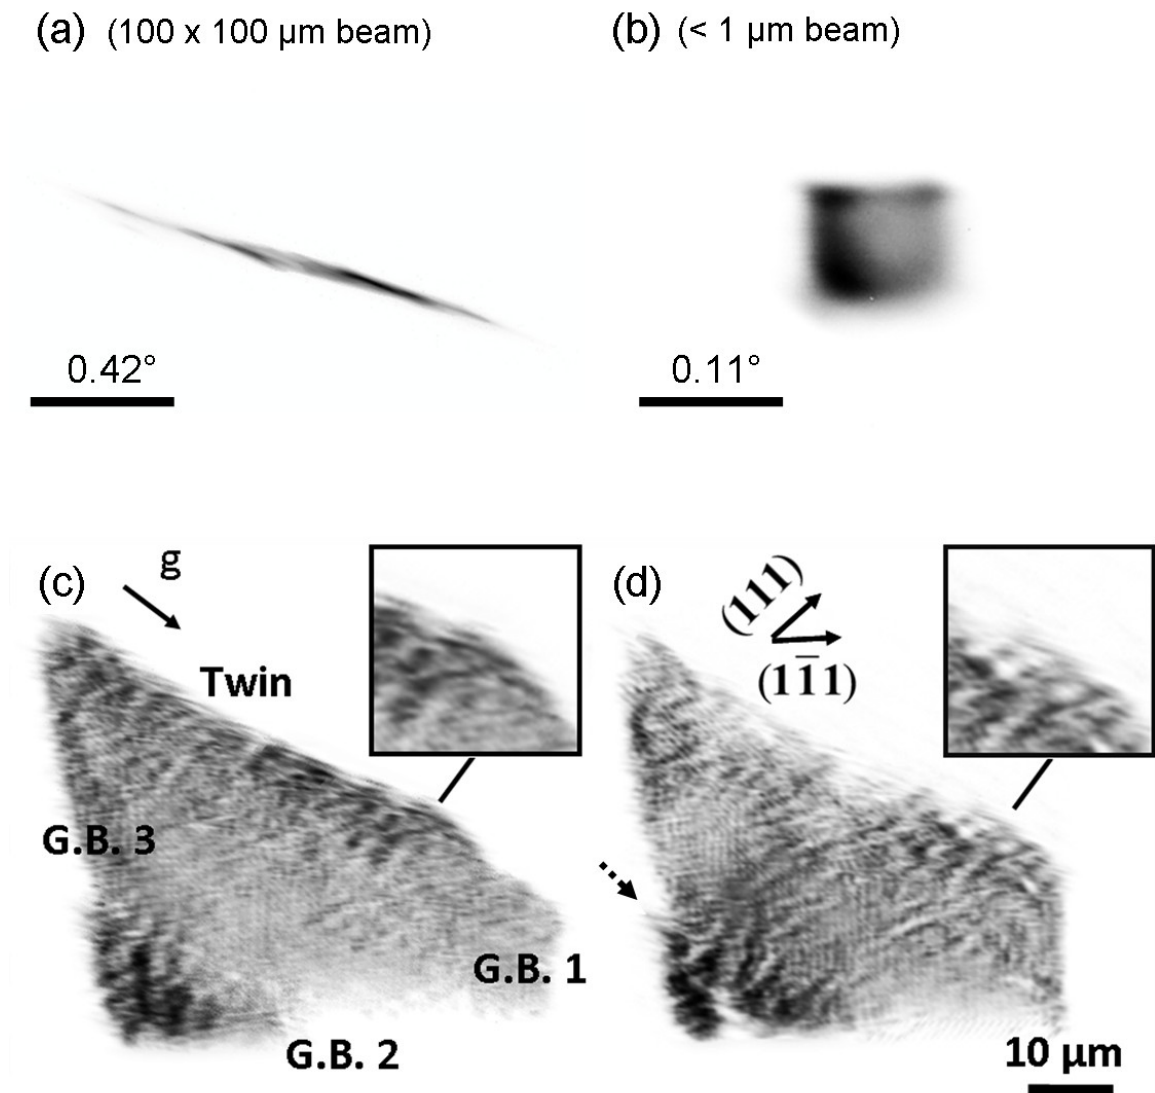 (a) (100 x 100 µm beam)
(b) (< 1 µm beam)
0.42°
0.11°
(c)
g
Twin
G.B. 3
G.B. 1
G.B. 2
(d)
(111)
(11̅1)
10 µm